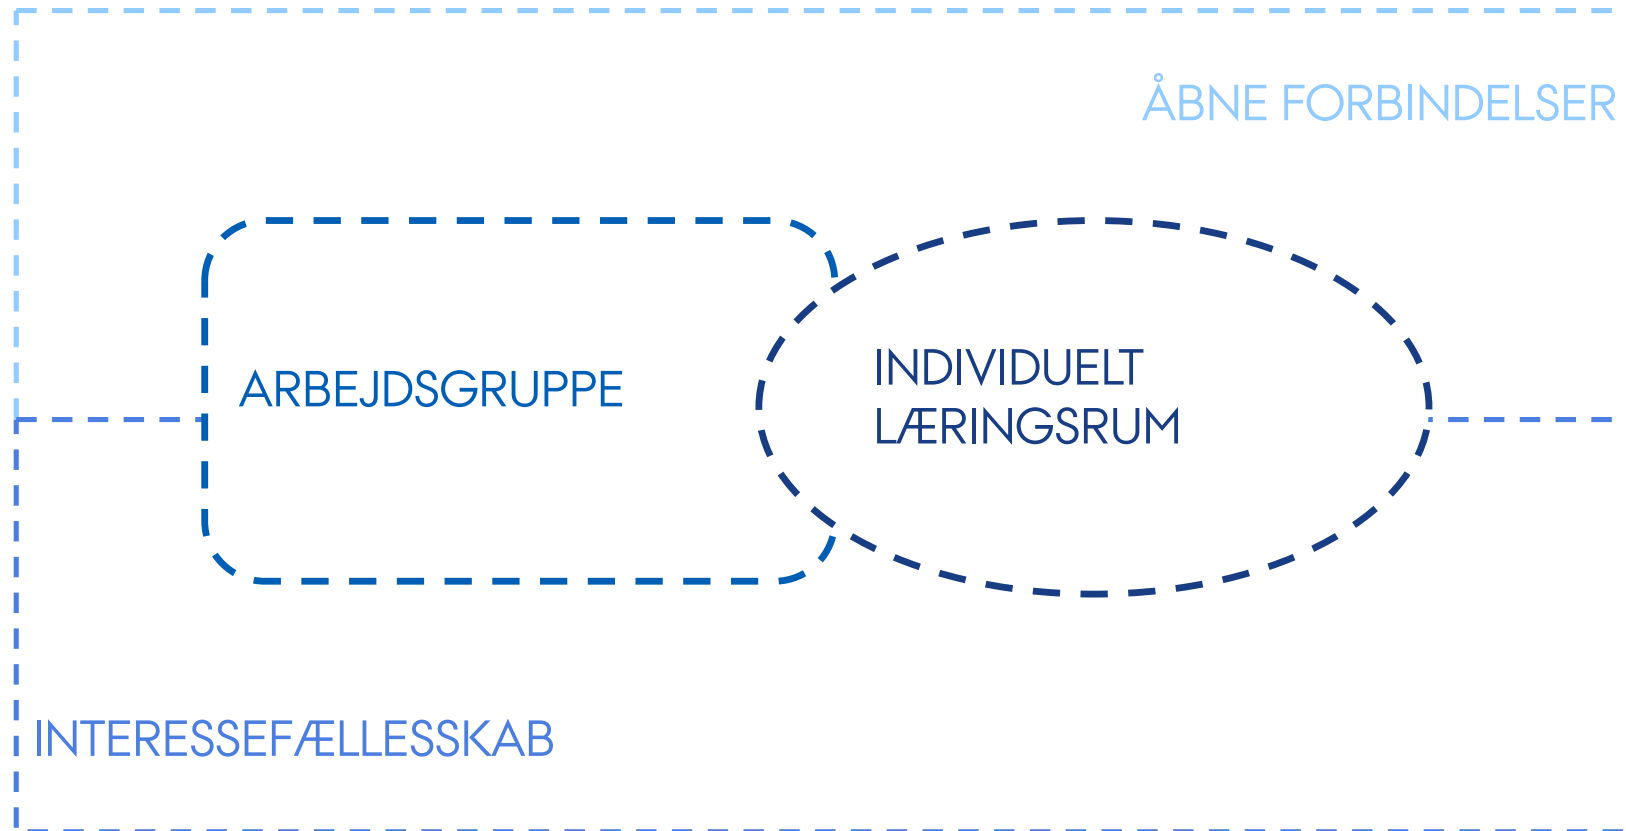 ÅBNE FORBINDELSER
ARBEJDSGRUPPE
INDIVIDUELT
LÆRINGSRUM
INTERESSEFÆLLESSKAB